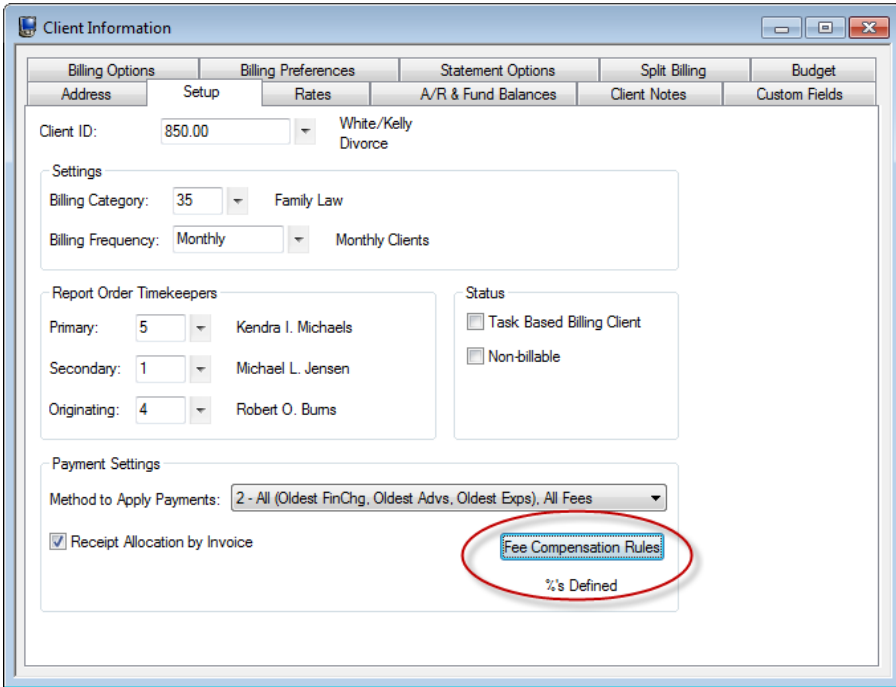 Client Information
Billing Options Billing Preferences Statement Options Split Billing Budget
Address Setup Rates A/R & Fund Balances Client Notes Custom Fields
Client ID: 850.00 White/Kelly
Divorce
Settings
Billing Category: 35 Family Law
Billing Frequency: Monthly Monthly Clients
Report Order Timekeepers
Primary: 5 Kendra I. Michaels
Secondary: 1 Michael L. Jensen
Originating: 4 Robert O. Burns
Status
Task Based Billing Client
Non-billable
Payment Settings
Method to Apply Payments: 2 - All (Oldest FinChg, Oldest Advs, Oldest Exps), All Fees
Receipt Allocation by Invoice Fee Compensation Rules
%'s Defined